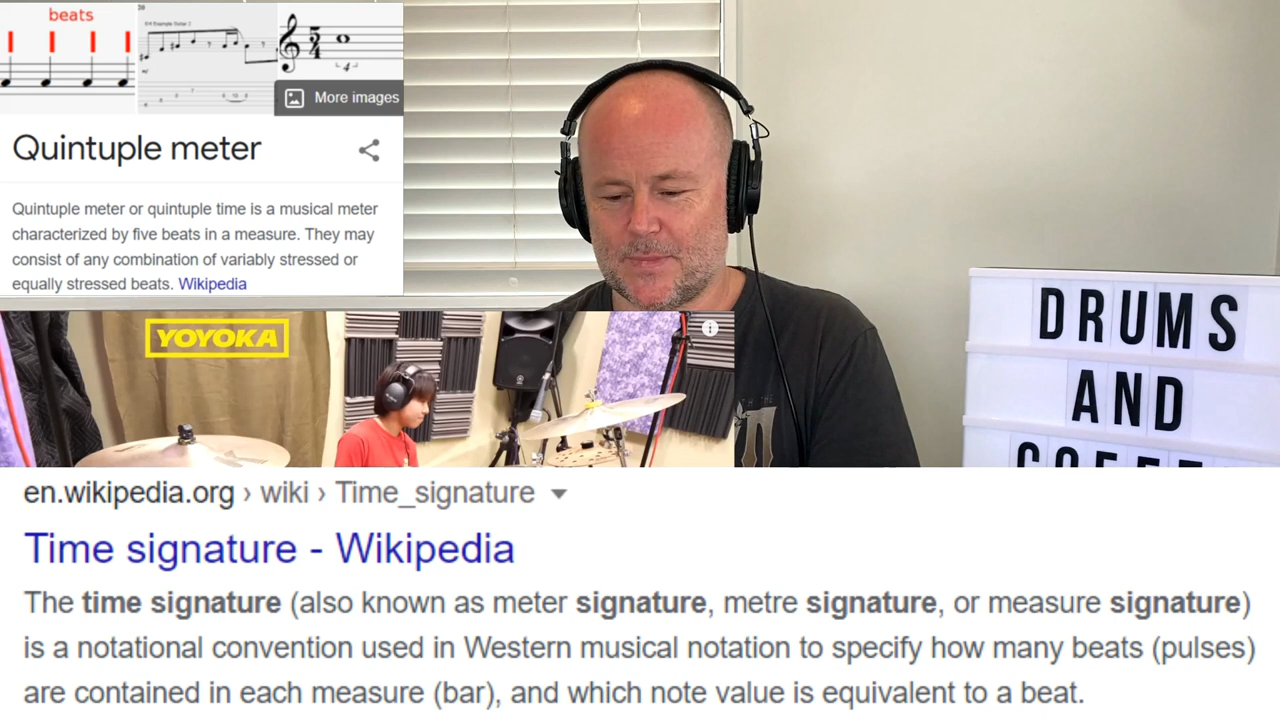 beats
More images
Quintuple meter
Quintuple meter or quintuple time is a musical meter
characterized by five beats in a measure. They may
consist of any combination of variably stressed or
equally stressed beats. Wikipedia
YOYOKA
DRUMS
AND
en.wikipedia.org › wiki › Time_signature
Time signature - Wikipedia
The time signature (also known as meter signature, metre signature, or measure signature)
is a notational convention used in Western musical notation to specify how many beats (pulses)
are contained in each measure (bar), and which note value is equivalent to a beat.